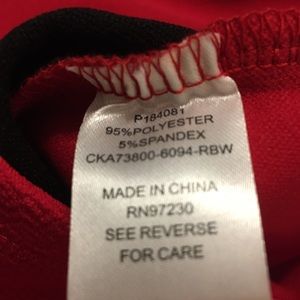 P184081
95%POLYESTER
5%SPANDEX
CKA73800-6094-RBW
MADE IN CHINA
RN97230
SEE REVERSE
FOR CARE